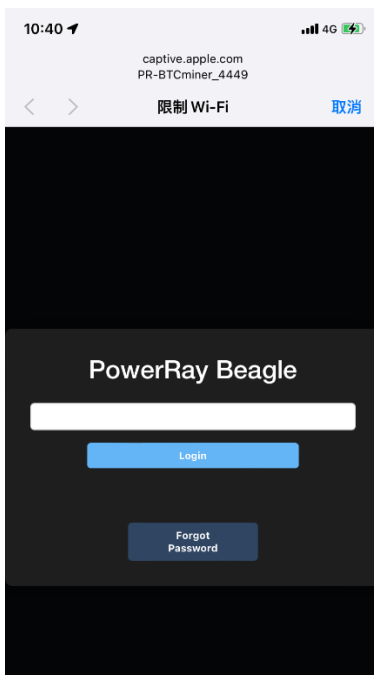 10:40 4G
captive.apple.com
PR-BTCminer_4449
限制 Wi-Fi 取消
PowerRay Beagle
Login
Forgot
Password